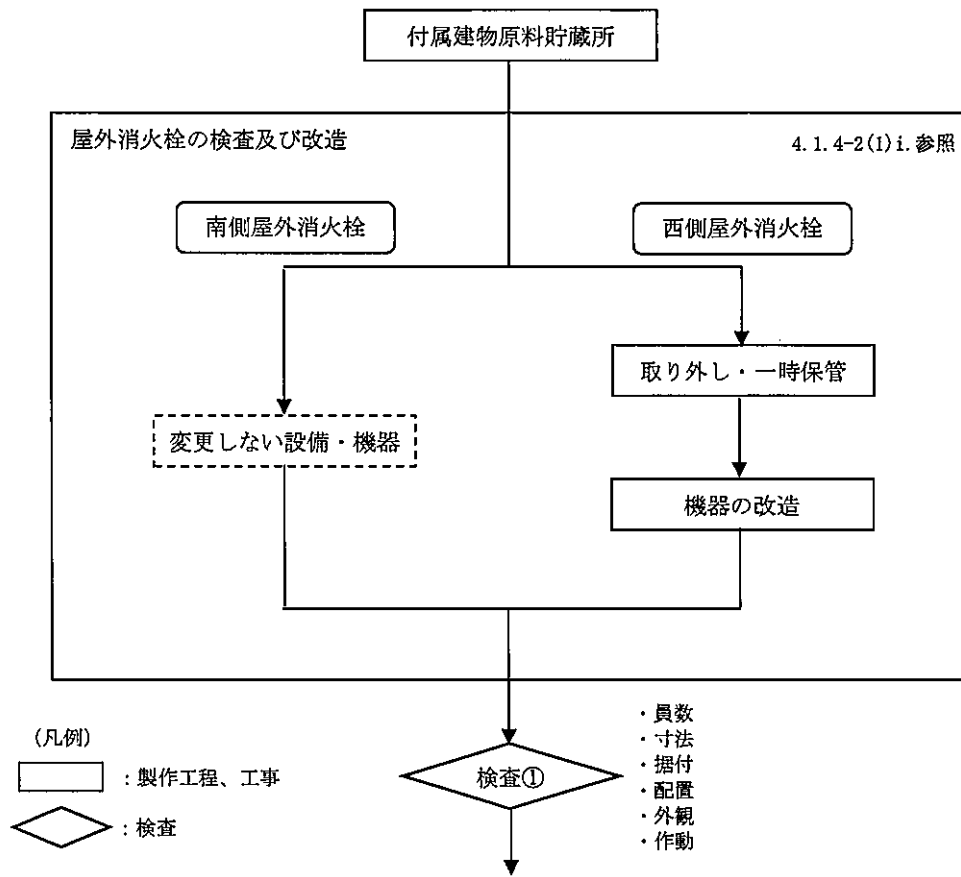 付属建物原料貯蔵所
屋外消火栓の検査及び改造
4.1.4-2(I)i.参照
南側屋外消火栓
西側屋外消火栓
取り外し・一時保管
変更しない設備・機器
機器の改造
検査①
・員数
・寸法
・据付
・配置
・外観
・作動
(凡例)
：製作工程、工事
：検査